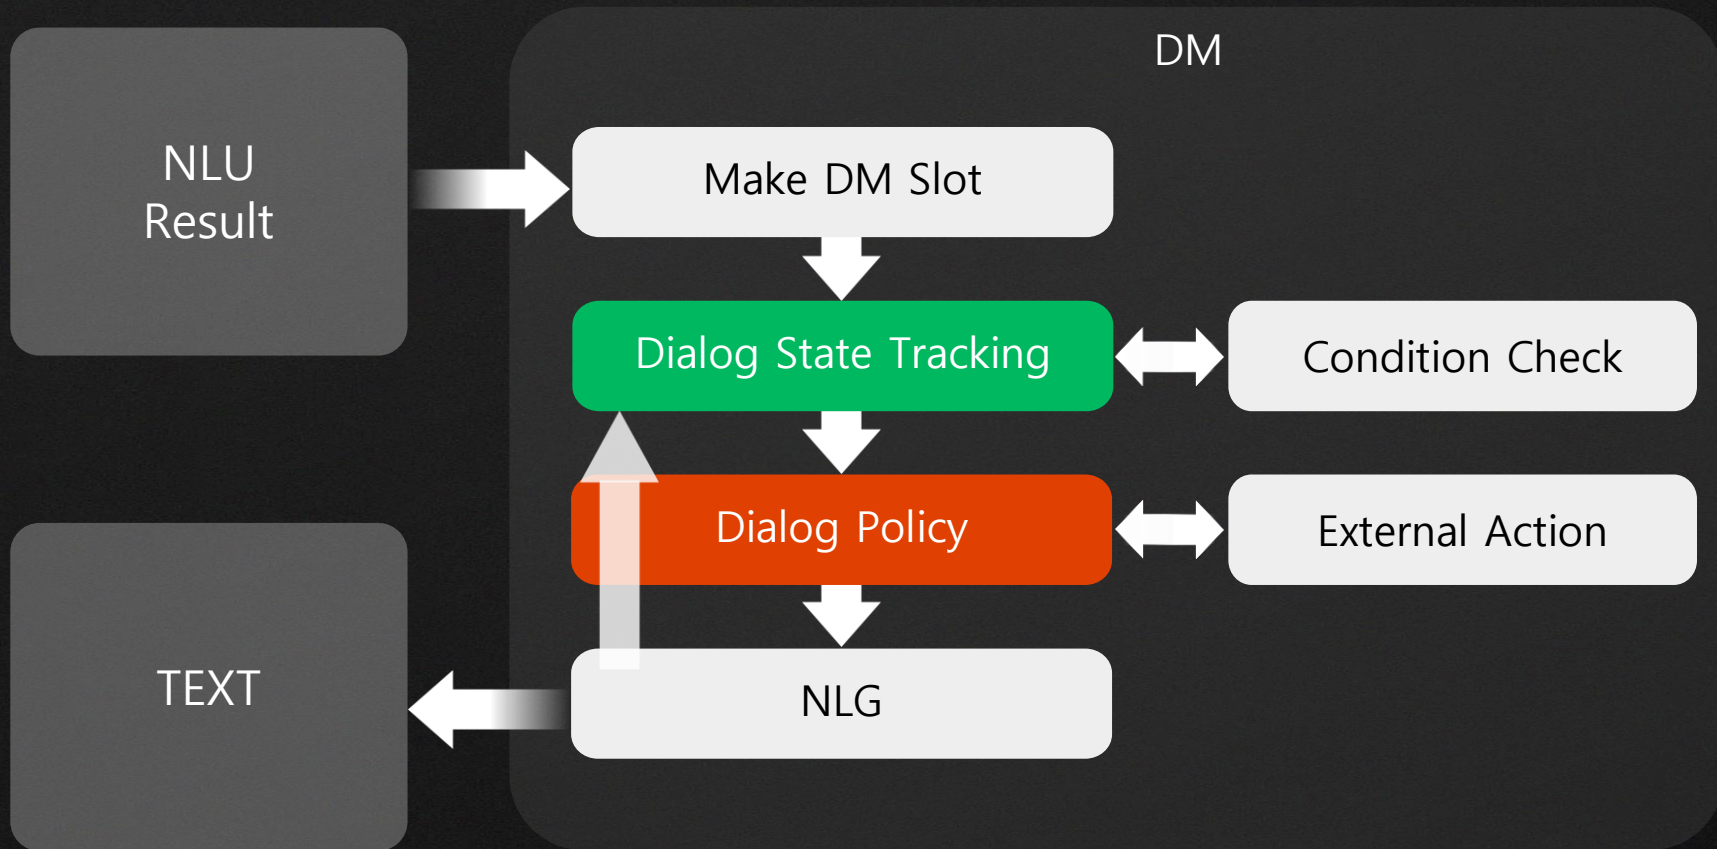 DM
NLU
Result
Make DM Slot
Dialog State Tracking
Condition Check
Dialog Policy
External Action
TEXT
NLG